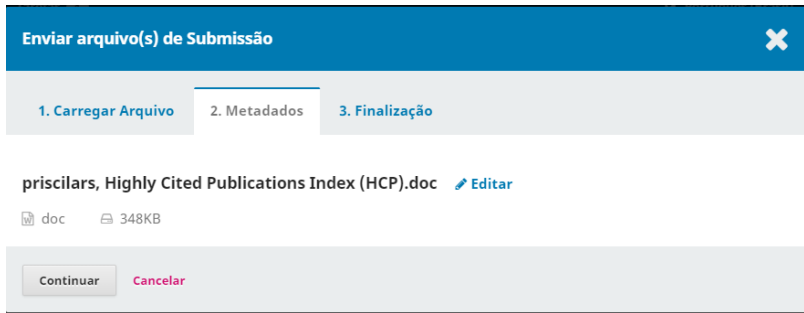 Enviar arquivo(s) de Submissão
1. Carregar Arquivo 2. Metadados 3. Finalização
priscilars, Highly Cited Publications Index (HCP).doc Editar
doc 348KB
Continuar Cancelar